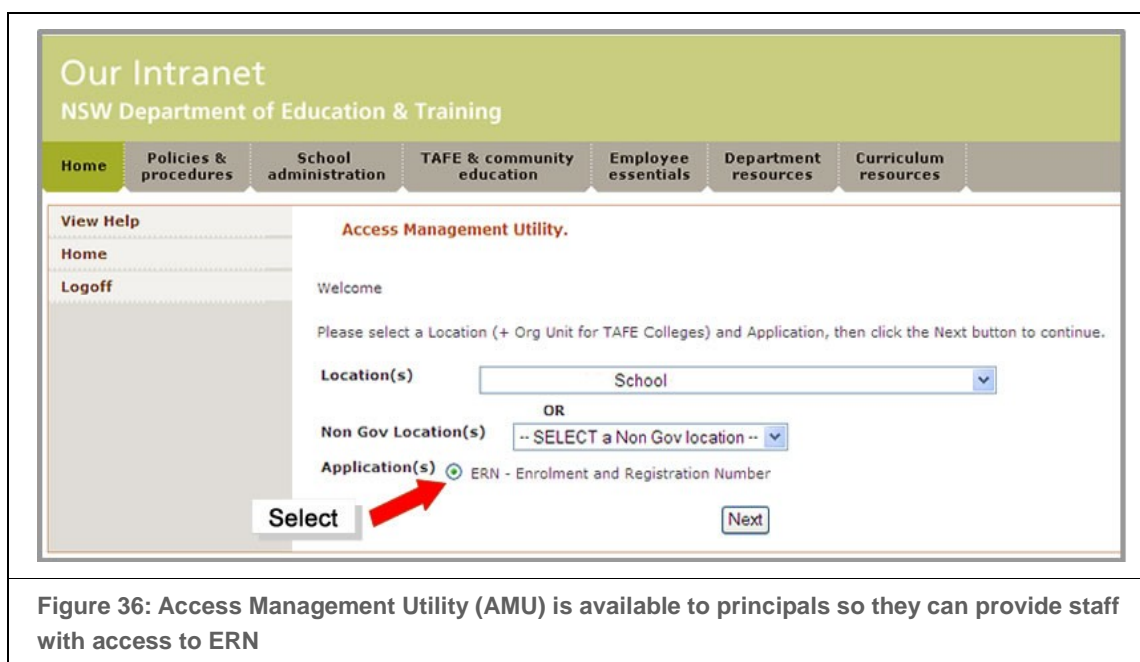 Our Intranet
NSW Department of Education & Training
Home
Policies &
procedures
School
administration
TAFE & community
education
Employee
essentials
Department
resources
Curriculum
resources
View Help
Home
Logoff
Access Management Utility.
Welcome
Please select a Location (+ Org Unit for TAFE Colleges) and Application, then click the Next button to continue.
Location(s) School
OR
Non Gov Location(s) -- SELECT a Non Gov location --
Application(s) ERN - Enrolment and Registration Number
Select
Next
Figure 36: Access Management Utility (AMU) is available to principals so they can provide staff
with access to ERN